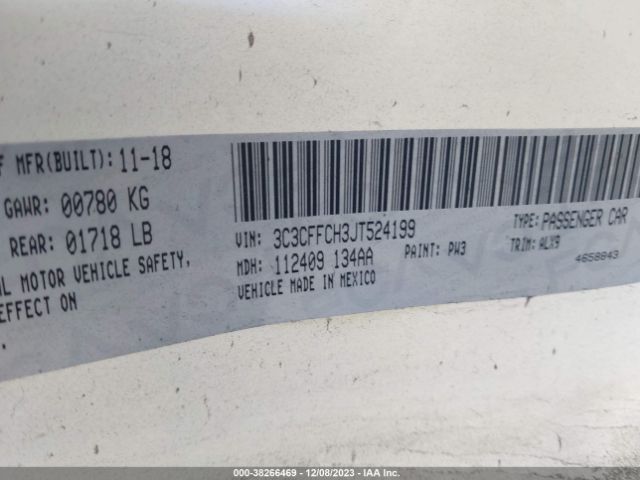 F MFR(BUILT): 11-18
GAWR: 00780 KG
REAR: 01718 LB
L MOTOR VEHICLE SAFETY,
EFFECT ON
.
VIN: 3C3CFFCH3JT524199
TYPE: PASSENGER CAR
MDH: 112409 134AA
PAINT: PW3
TRIM: ALX9
VEHICLE MADE IN MEXICO
4658843
000-38266469 - 12/08/2023 - IAA Inc.